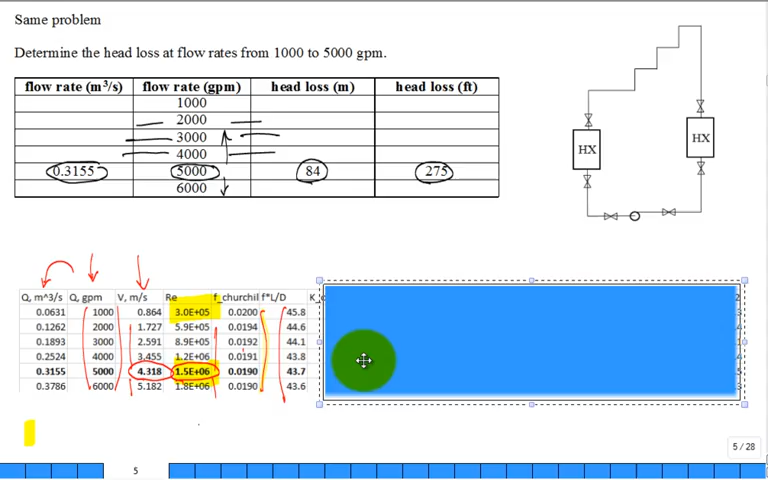 Same problem
Determine the head loss at flow rates from 1000 to 5000 gpm.
flow rate (m³/s) flow rate (gpm) head loss (m) head loss (ft)
1000
2000
3000
4000
0.3155 5000 84 275
6000
HX
HX
Q, m^3/s Q, gpm V, m/s Re f_churchil f*L/D
0.0631 1000 0.864 3.0E+05 0.0200 45.8
0.1262 2000 1.727 5.9E+05 0.0194 44.6
0.1893 3000 2.591 8.9E+05 0.0192 44.1
0.2524 4000 3.455 1.2E+06 0.0191 43.8
0.3155 5000 4.318 1.5E+06 0.0190 43.7
0.3786 6000 5.182 1.8E+06 0.0190 43.6
5 / 28
5